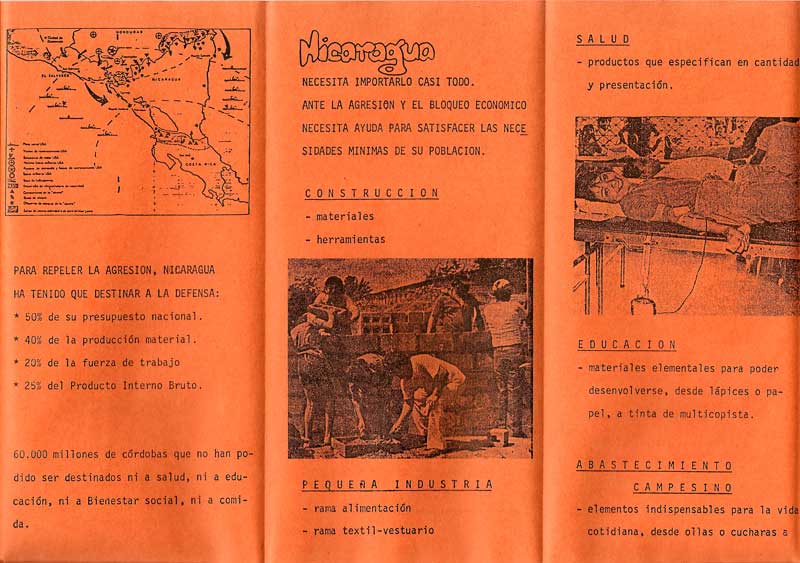 HONDURAS
EL SALVADOR
NICARAGUA
COSTA RICA
PARA REPELER LA AGRESION, NICARAGUA
HA TENIDO QUE DESTINAR A LA DEFENSA:
* 50% de su presupuesto nacional.
* 40% de la producción material.
* 20% de la fuerza de trabajo
* 25% del Producto Interno Bruto.
60.000 millones de córdobas que no han po-
dido ser destinados ni a salud, ni a edu-
cación, ni a Bienestar social, ni a comi-
da.
Nicaragua
NECESITA IMPORTARLO CASI TODO.
ANTE LA AGRESION Y EL BLOQUEO ECONOMICO
NECESITA AYUDA PARA SATISFACER LAS NECE
SIDADES MINIMAS DE SU POBLACION.
CONSTRUCCION
- materiales
- herramientas
PEQUEÑA INDUSTRIA
- rama alimentación
- rama textil-vestuario
SALUD
- productos que especifican en cantidad
y presentación.
EDUCACION
- materiales elementales para poder
desenvolverse, desde lápices o pa-
pel, a tinta de multicopista.
ABASTECIMIENTO
CAMPESINO
- elementos indispensables para la vida
cotidiana, desde ollas o cucharas a